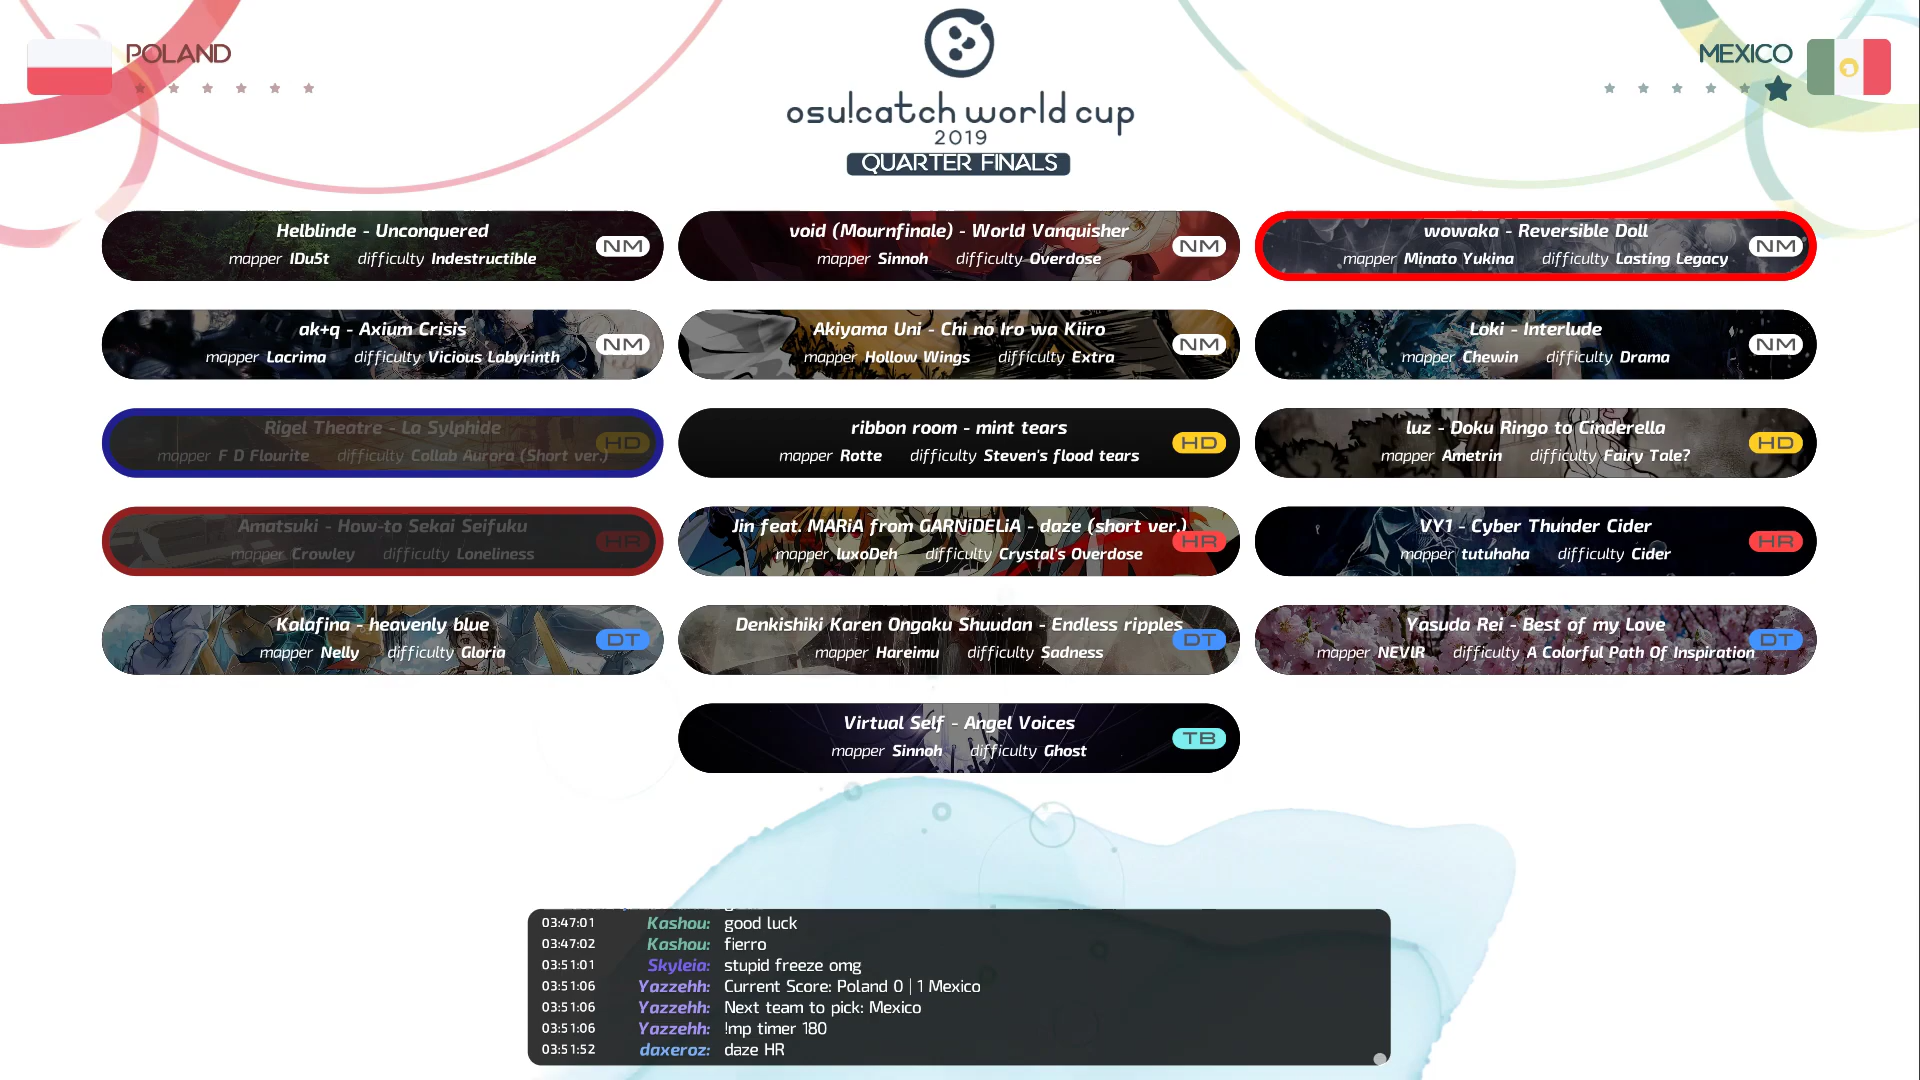 POLAND
MEXICO
osu!catch world cup
2019
QUARTER FINALS
Helblinde - Unconquered
mapper IDu5t difficulty Indestructible
NM
void (Mournfinale) - World Vanquisher
mapper Sinnoh difficulty Overdose
NM
wowaka - Reversible Doll
mapper Minato Yukina difficulty Lasting Legacy
NM
ak+q - Axium Crisis
mapper Lacrima difficulty Vicious Labyrinth
NM
Akiyama Uni - Chi no Iro wa Kiiro
mapper Hollow Wings difficulty Extra
NM
Loki - Interlude
mapper Chewin difficulty Drama
NM
Rigel Theatre - La Sylphide
mapper F D Flourite difficulty Collab Aurora (Short ver.)
HD
ribbon room - mint tears
mapper Rotte difficulty Steven's flood tears
HD
luz - Doku Ringo to Cinderella
mapper Ametrin difficulty Fairy Tale?
HD
Amatsuki - How-to Sekai Seifuku
mapper Crowley difficulty Loneliness
HR
Jin feat. MARiA from GARNiDELiA - daze (short ver.)
mapper luxoDeh difficulty Crystal's Overdose
HR
VY1 - Cyber Thunder Cider
mapper tutuhaha difficulty Cider
HR
Kalafina - heavenly blue
mapper Nelly difficulty Gloria
DT
Denkishiki Karen Ongaku Shuudan - Endless ripples
mapper Hareimu difficulty Sadness
DT
Yasuda Rei - Best of my Love
mapper NEVIR difficulty A Colorful Path Of Inspiration
DT
Virtual Self - Angel Voices
mapper Sinnoh difficulty Ghost
TB
03:47:01 Kashou: good luck
03:47:02 Kashou: fierro
03:51:01 Skyleia: stupid freeze omg
03:51:06 Yazzehh: Current Score: Poland 0 | 1 Mexico
03:51:06 Yazzehh: Next team to pick: Mexico
03:51:06 Yazzehh: !mp timer 180
03:51:52 daxeroz: daze HR